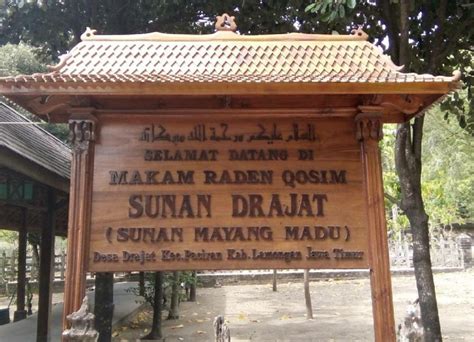 السلام عليكم ورحمة الله وبركاته
SELAMAT DATANG DI
MAKAM RADEN QOSIM
SUNAN DRAJAT
( SUNAN MAYANG MADU )
Desa Drajat Kec. Paciran Kab. Lamongan Jawa Timur